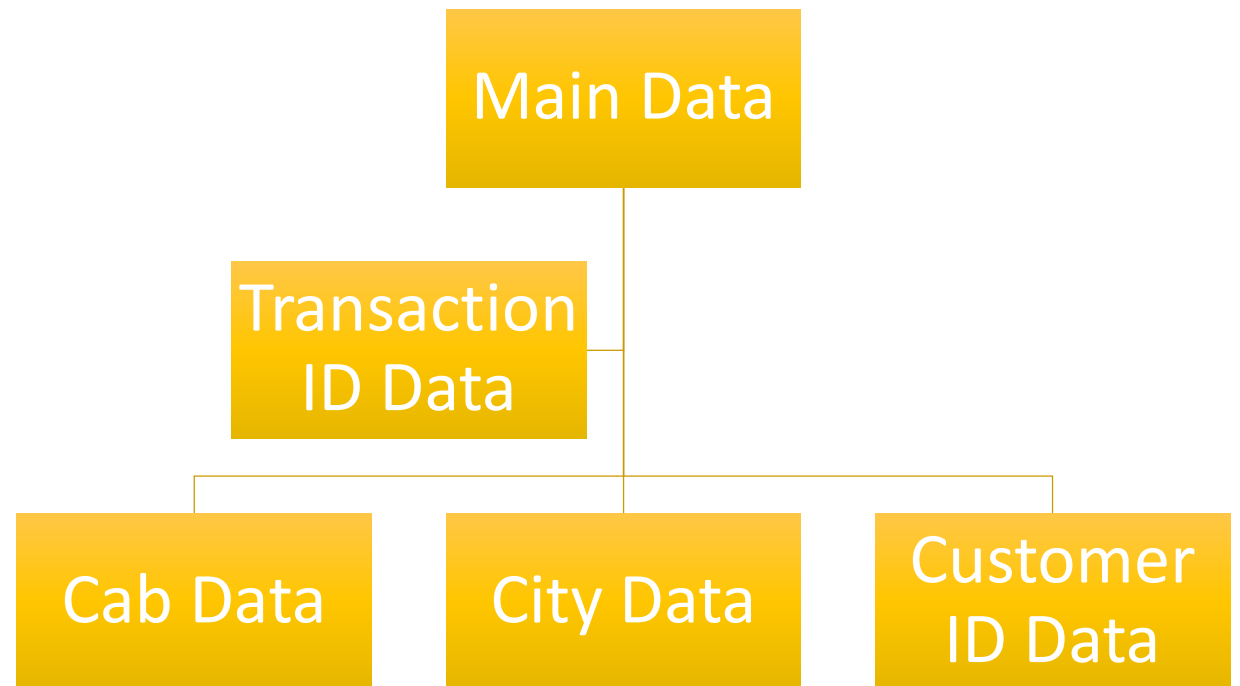 Main Data
Transaction
ID Data
Cab Data
City Data
Customer
ID Data